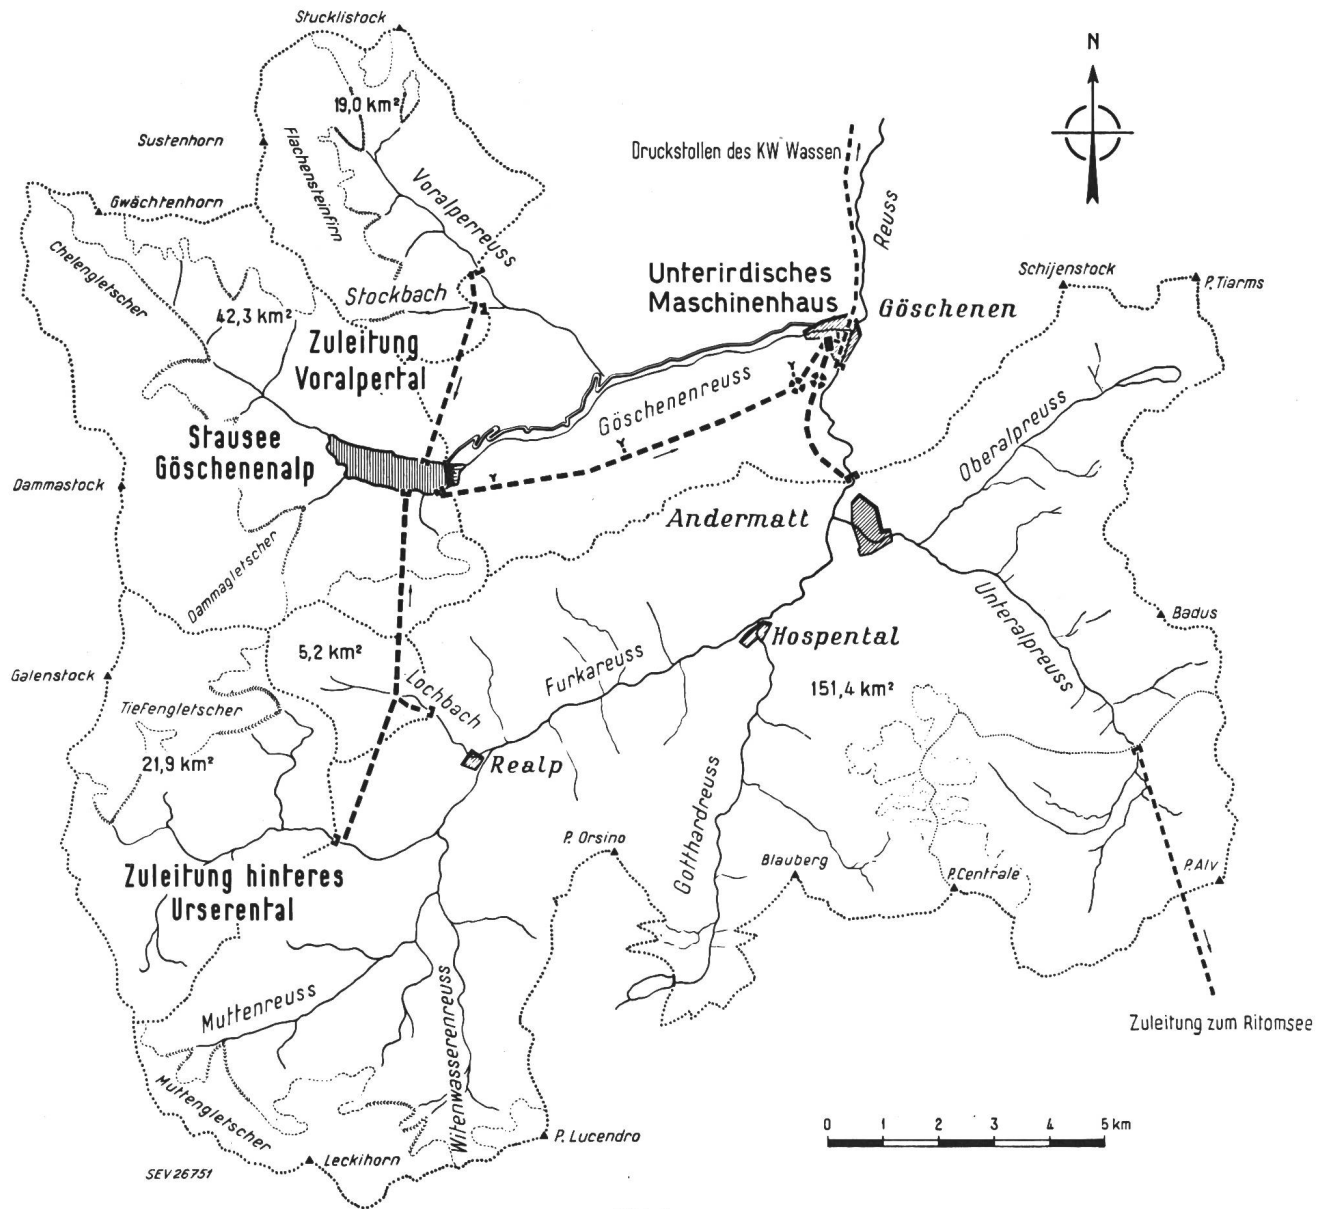 Stucklistock
N
19,0 km²
Sustenhorn
Flachensteinfirn
Druckstollen des KW Wassen
Voralperreuss
Reuss
Gwächtenhorn
Chelengletscher
Unterirdisches
Maschinenhaus
Schijenstock
P. Tiarms
Stockbach
Göschenen
42,3 km²
Zuleitung
Voralpertal
Göschenenreuss
Oberalpreuss
Stausee
Göschenenalp
Dammastock
Andermatt
Dammagletscher
Unteralpreuss
Badus
Hospental
5,2 km²
Galenstock
Lochbach
Furkareuss
151,4 km²
Tiefengletscher
21,9 km²
Realp
Gotthardreuss
P. Orsino
Blauberg
P. Centrale
P. Alv
Zuleitung hinteres
Urserental
Muttenreuss
Witenwasserenreuss
Zuleitung zum Ritomsee
Muttengletscher
P. Lucendro
Leckihorn
0 1 2 3 4 5 km
SEV 26751